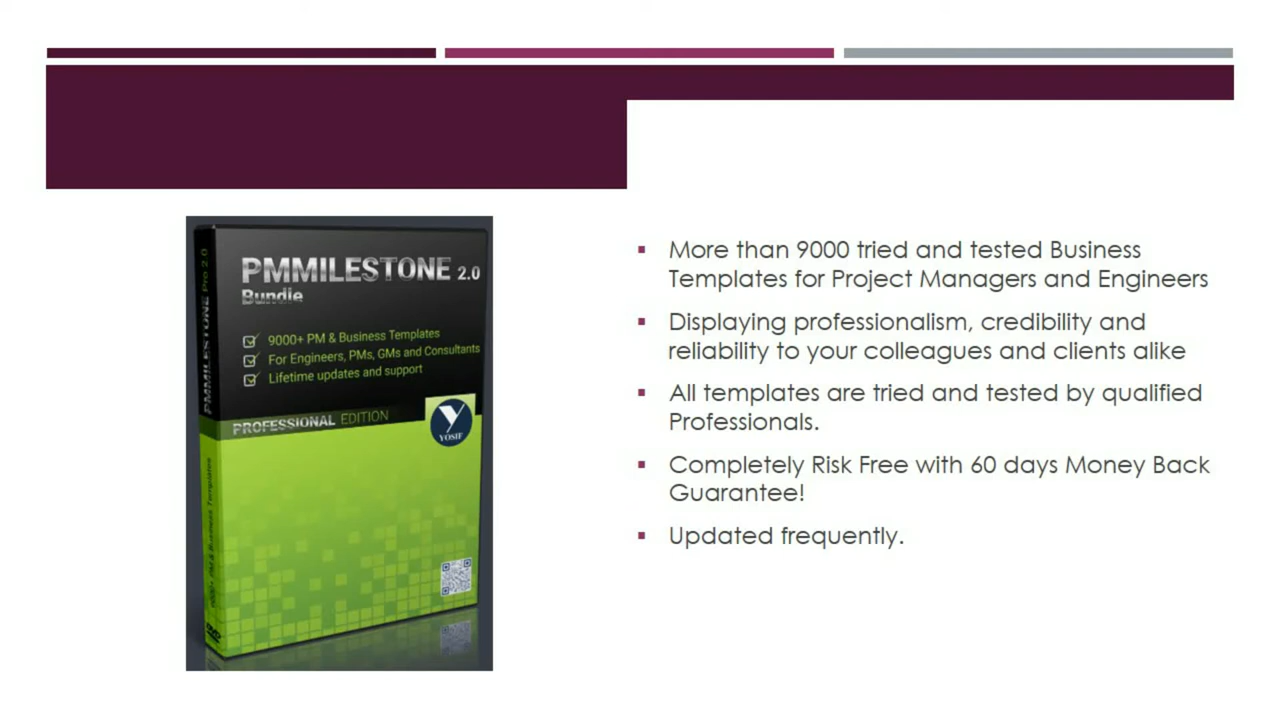 PMMILESTONE 2.0
Bundle
9000+ PM & Business Templates
For Engineers, PMs, GMs and Consultants
Lifetime updates and support
PROFESSIONAL EDITION
YOSIF
PMMILESTONE Pro 2.0
9000+ PM & Business Templates
DVD
More than 9000 tried and tested Business
Templates for Project Managers and Engineers
Displaying professionalism, credibility and
reliability to your colleagues and clients alike
All templates are tried and tested by qualified
Professionals.
Completely Risk Free with 60 days Money Back
Guarantee!
Updated frequently.